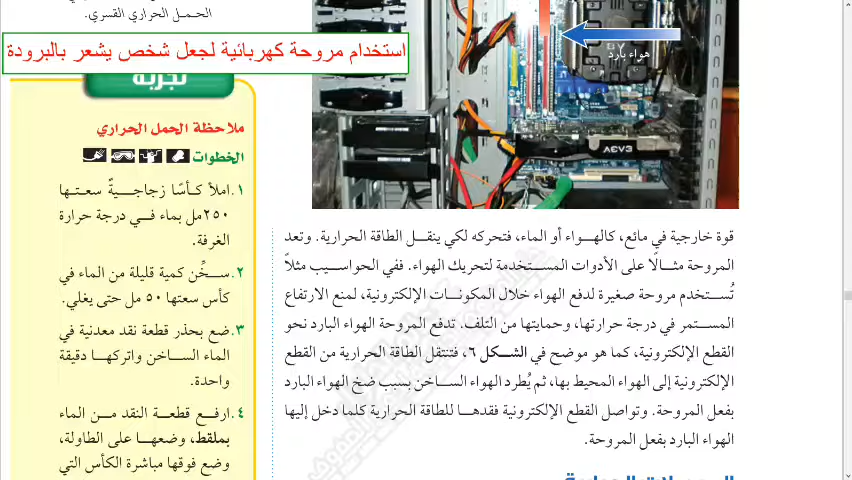 الحمل الحراري القسري.
استخدام مروحة كهربائية لجعل شخص يشعر بالبرودة
تجربة
ملاحظة الحمل الحراري
الخطوات
١. املأ كأسًا زجاجيةً سعتها
٢٥٠مل بماء في درجة حرارة
الغرفة.
٢. سخِّن كمية قليلة من الماء في
كأس سعتها ٥٠ مل حتى يغلي.
٣. ضع بحذر قطعة نقد معدنية في
الماء الساخن واتركها دقيقة
واحدة.
٤. ارفع قطعة النقد من الماء
بملقط، وضعها على الطاولة،
وضع فوقها مباشرة الكأس التي
هواء بارد
قوة خارجية في مائع، كالهواء أو الماء، فتحركه لكي ينقل الطاقة الحرارية. وتعد
المروحة مثالًا على الأدوات المستخدمة لتحريك الهواء. ففي الحواسيب مثلاً
تُستخدم مروحة صغيرة لدفع الهواء خلال المكونات الإلكترونية، لمنع الارتفاع
المستمر في درجة حرارتها، وحمايتها من التلف. تدفع المروحة الهواء البارد نحو
القطع الإلكترونية، كما هو موضح في الشكل ٦، فتنتقل الطاقة الحرارية من القطع
الإلكترونية إلى الهواء المحيط بها، ثم يُطرد الهواء الساخن بسبب ضخ الهواء البارد
بفعل المروحة. وتواصل القطع الإلكترونية فقدها للطاقة الحرارية كلما دخل إليها
الهواء البارد بفعل المروحة.